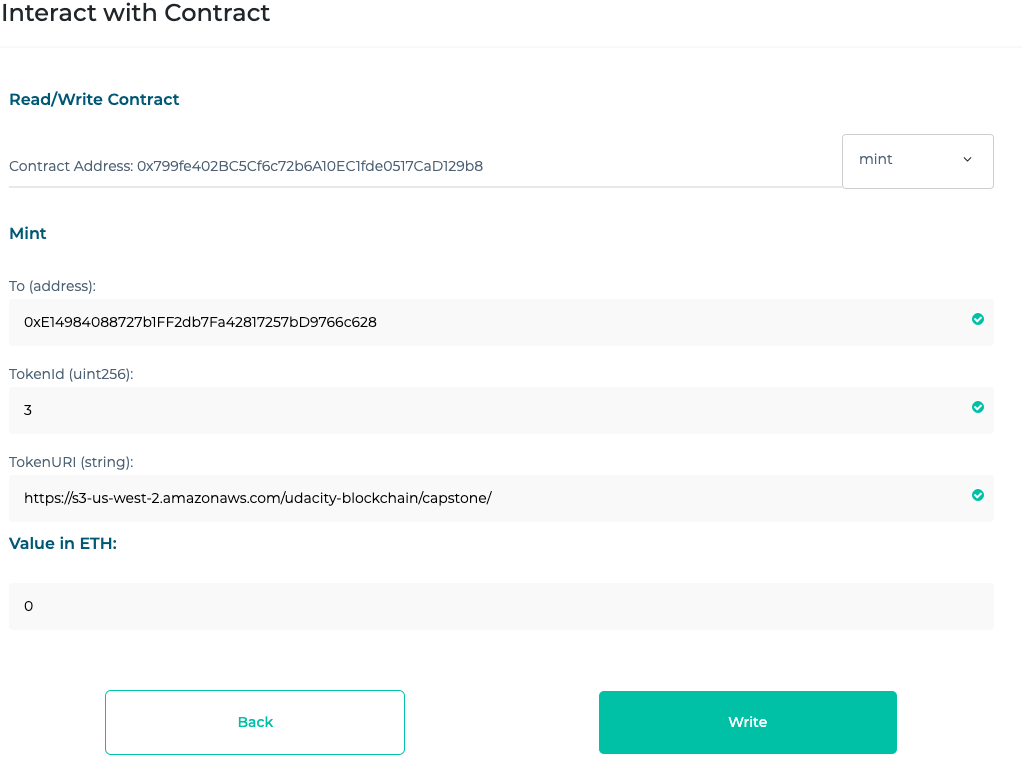 Interact with Contract
Read/Write Contract
Contract Address: 0x799fe402BC5Cf6c72b6A10EC1fde0517CaD129b8
mint
Mint
To (address):
0xE14984088727b1FF2db7Fa42817257bD9766c628
TokenId (uint256):
3
TokenURI (string):
https://s3-us-west-2.amazonaws.com/udacity-blockchain/capstone/
Value in ETH:
0
Back
Write